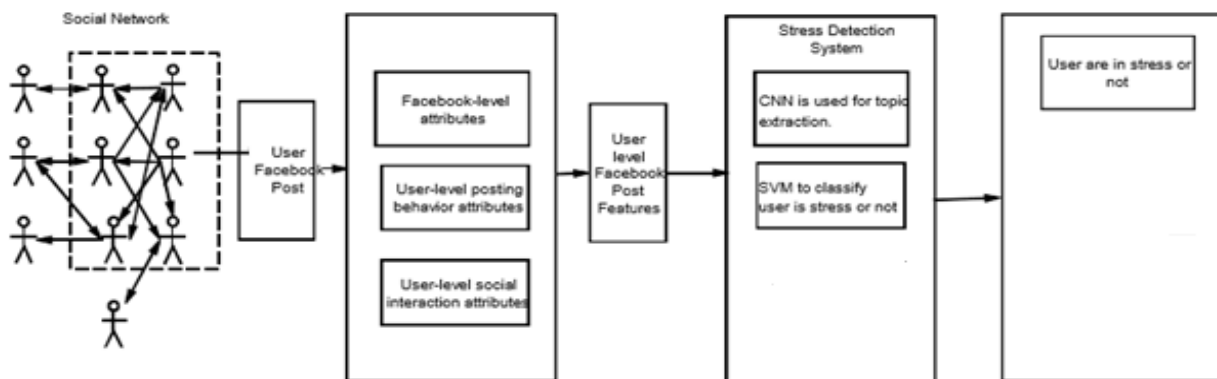 Social Network
User
Facebook
Post
Facebook-level
attributes
User-level posting
behavior attributes
User-level social
interaction attributes
User
level
Facebook
Post
Features
Stress Detection
System
CNN is used for topic
extraction.
SVM to classify
user is stress or not
User are in stress or
not